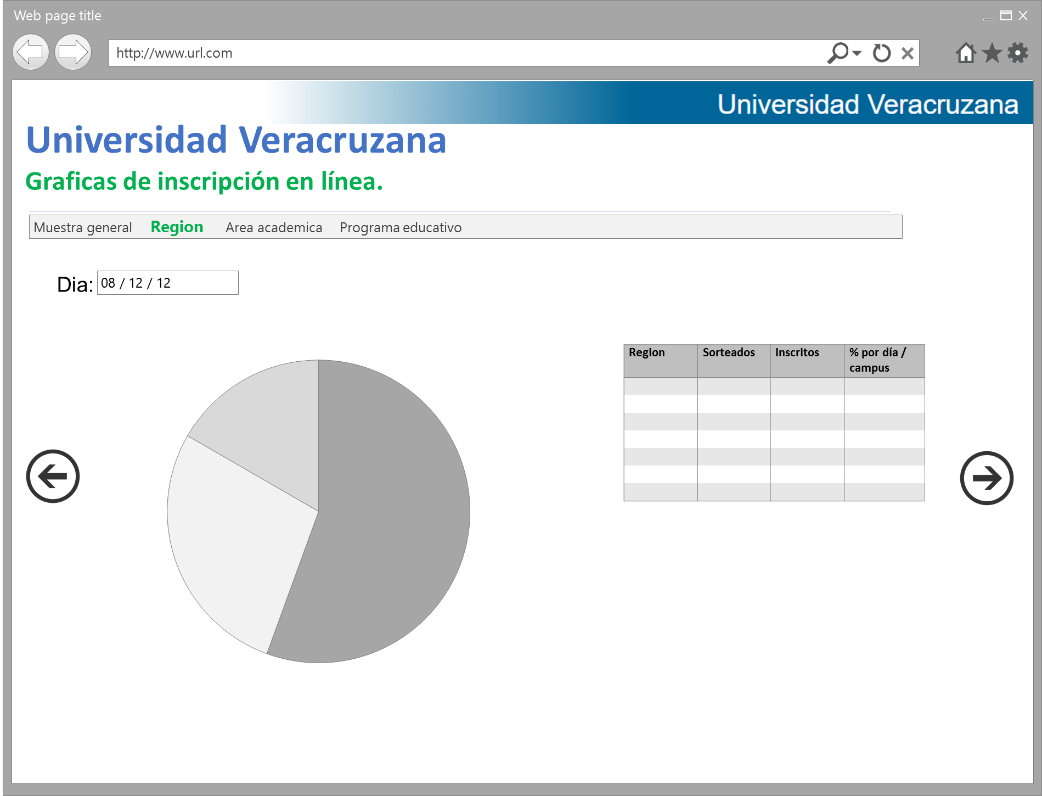 Web page title
http://www.url.com
Universidad Veracruzana
Universidad Veracruzana
Graficas de inscripción en línea.
Muestra general Region Area academica Programa educativo
Dia: 08 / 12 / 12
Region Sorteados Inscritos % por día /
campus